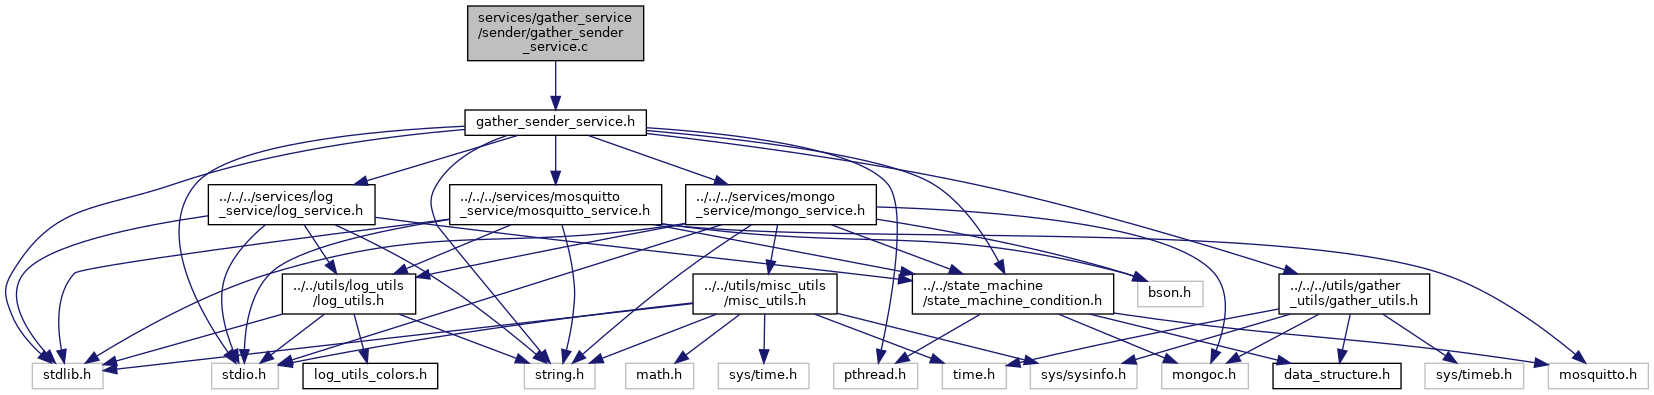 services/gather_service
/sender/gather_sender
_service.c
gather_sender_service.h
../../../services/log
_service/log_service.h
../../../services/mosquitto
_service/mosquitto_service.h
../../../services/mongo
_service/mongo_service.h
../../utils/log_utils
/log_utils.h
../../utils/misc_utils
/misc_utils.h
../../state_machine
/state_machine_condition.h
bson.h
../../../utils/gather
_utils/gather_utils.h
stdlib.h
stdio.h
log_utils_colors.h
string.h
math.h
sys/time.h
pthread.h
time.h
sys/sysinfo.h
mongoc.h
data_structure.h
sys/timeb.h
mosquitto.h